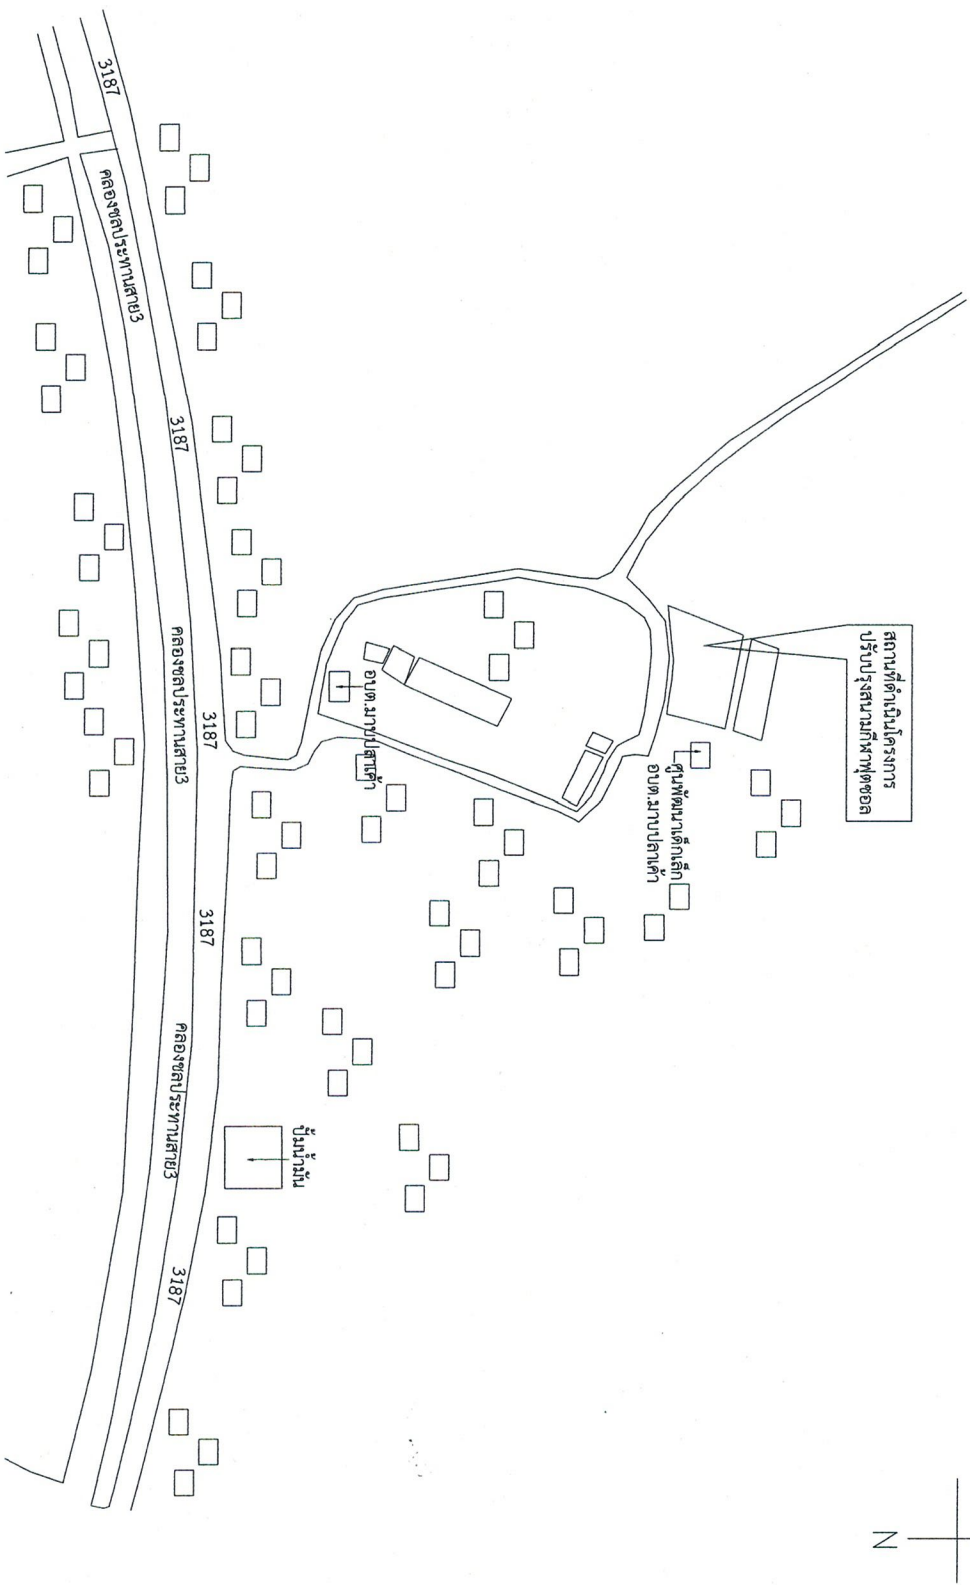 สถานที่ดำเนินโครงการ
ปรับปรุงสนามกีฬาฟุตซอล
ศูนพัฒนาเด็กเล็ก
อบต.มาบปลาเค้า
อบต.มาบปลาเค้า
ปั๊มน้ำมัน
3187
3187
3187
3187
3187
คลองชลประทานสาย3
คลองชลประทานสาย3
คลองชลประทานสาย3
N